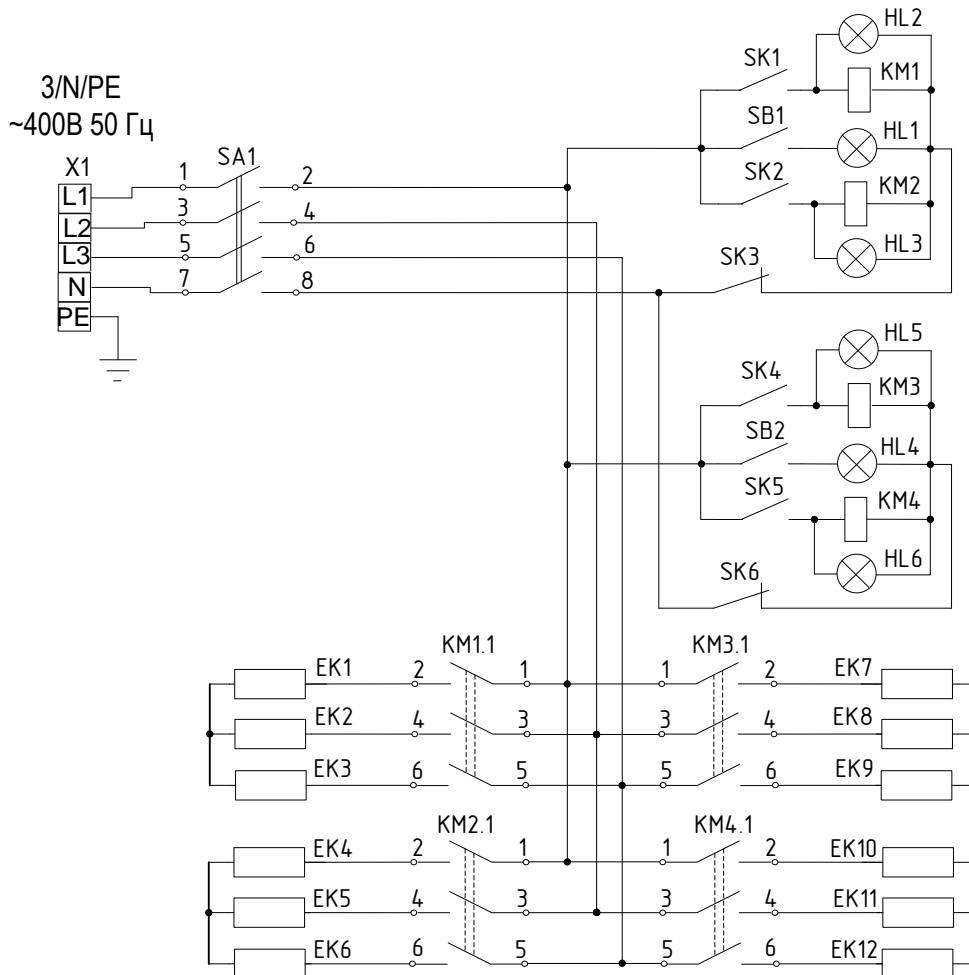 HL2
SK1
KM1
3/N/PE
~400В 50 Гц
SB1
HL1
X1
SA1
SK2
KM2
L1
1
2
L2
3
4
HL3
L3
5
6
SK3
N
7
8
PE
HL5
SK4
KM3
SB2
HL4
SK5
KM4
HL6
SK6
KM1.1
KM3.1
EK1
2
1
1
2
EK7
EK2
4
3
3
4
EK8
EK3
6
5
5
6
EK9
KM2.1
KM4.1
EK4
2
1
1
2
EK10
EK5
4
3
3
4
EK11
EK6
6
5
5
6
EK12